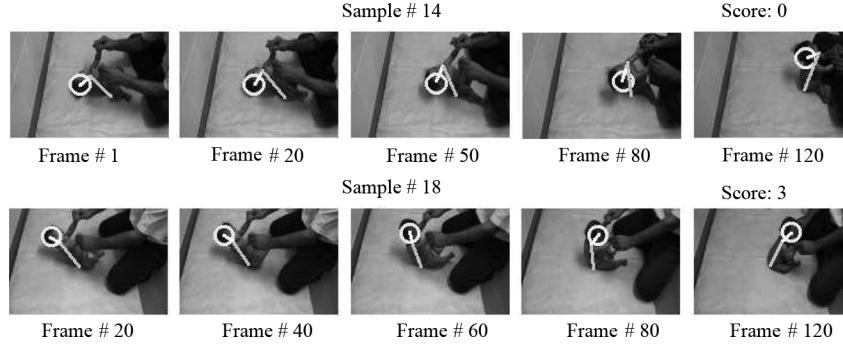 Sample # 14 Score: 0
Frame # 1 Frame # 20 Frame # 50 Frame # 80 Frame # 120
Sample # 18 Score: 3
Frame # 20 Frame # 40 Frame # 60 Frame # 80 Frame # 120